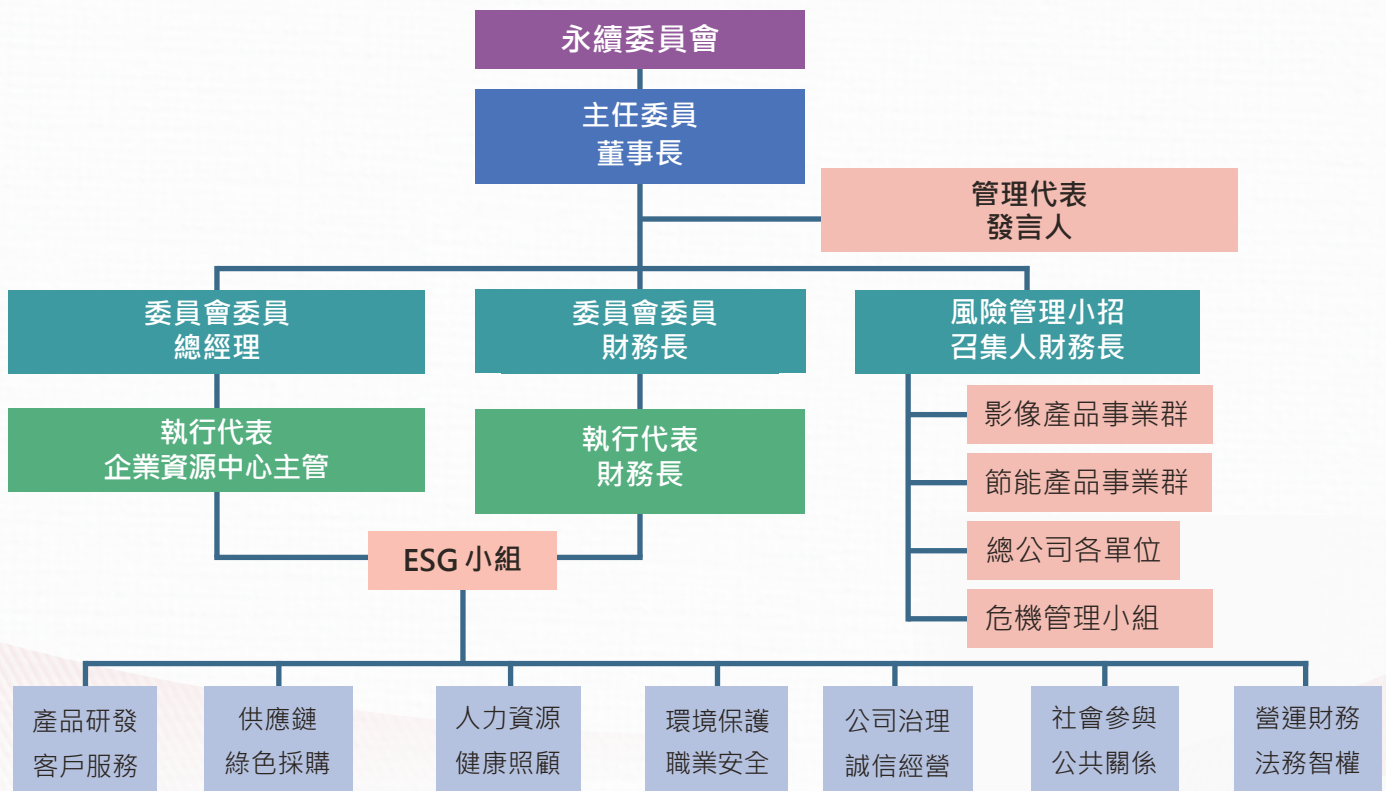 永續委員會
主任委員
董事長
管理代表
發言人
委員會委員
總經理
委員會委員
財務長
風險管理小招
召集人財務長
執行代表
企業資源中心主管
執行代表
財務長
影像產品事業群
節能產品事業群
總公司各單位
危機管理小組
ESG 小組
產品研發
客戶服務
供應鏈
綠色採購
人力資源
健康照顧
環境保護
職業安全
公司治理
誠信經營
社會參與
公共關係
營運財務
法務智權